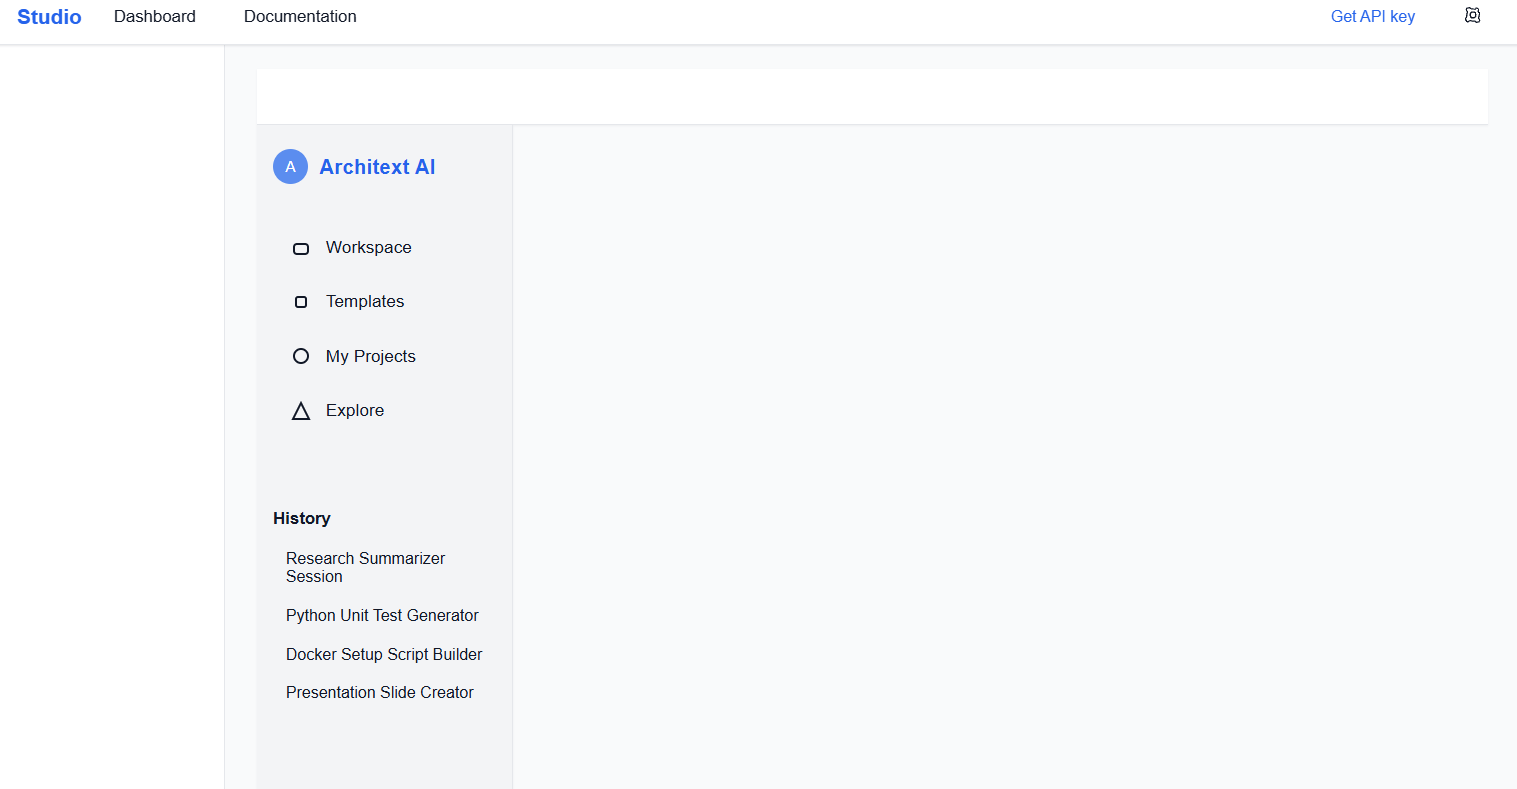 Studio Dashboard Documentation Get API key
A Architext AI
Workspace
Templates
My Projects
Explore
History
Research Summarizer
Session
Python Unit Test Generator
Docker Setup Script Builder
Presentation Slide Creator